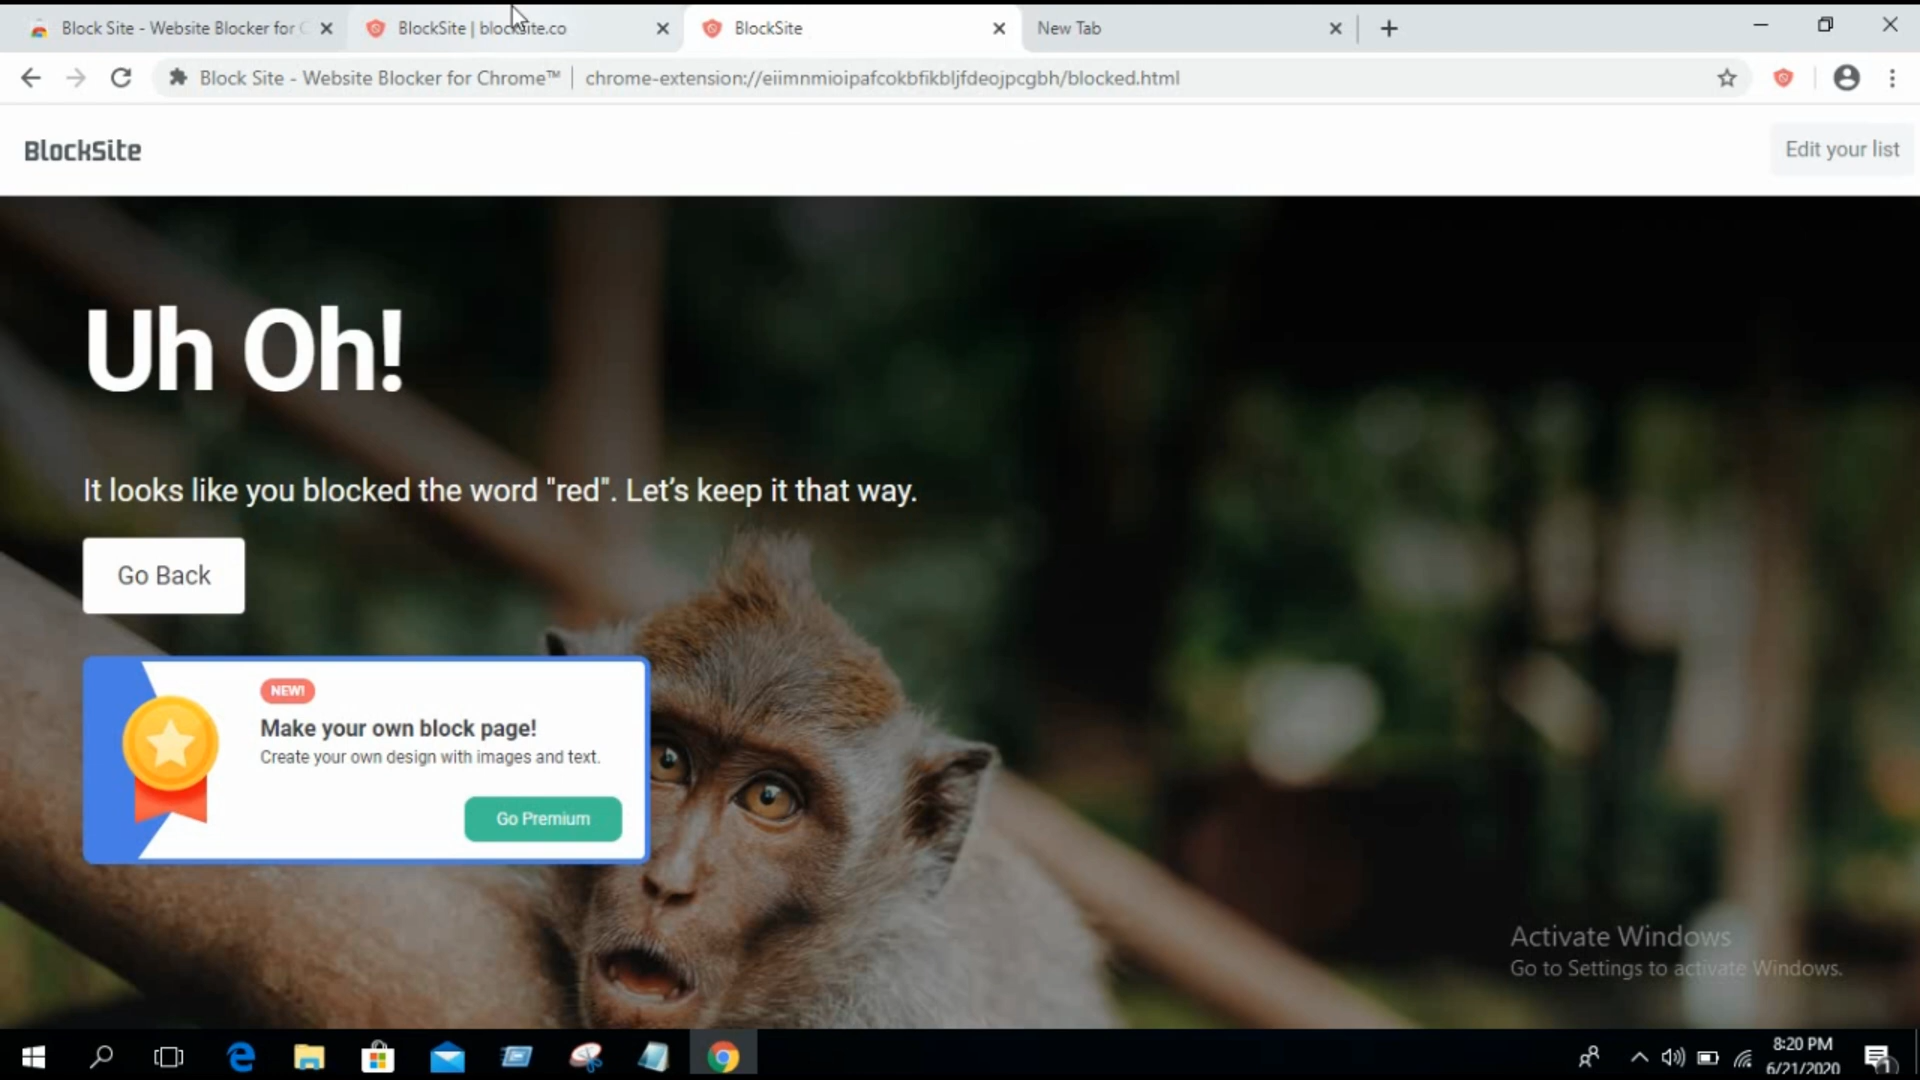 Block Site - Website Blocker for C
BlockSite | blocksite.co
BlockSite
New Tab
Block Site - Website Blocker for Chrome™ | chrome-extension://eiimnmioipafcokbfikbljfdeojpcgbh/blocked.html
BlockSite
Edit your list
Uh Oh!
It looks like you blocked the word "red". Let’s keep it that way.
Go Back
NEW!
Make your own block page!
Create your own design with images and text.
Go Premium
Activate Windows
Go to Settings to activate Windows.
8:20 PM
6/21/2020
1